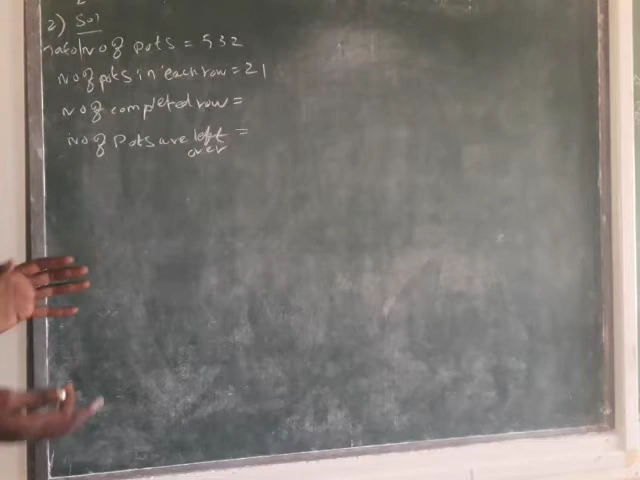 2) Sol
No of pots = 532
No of pots in each row = 21
No of completed row =
No of Pots are left =
over